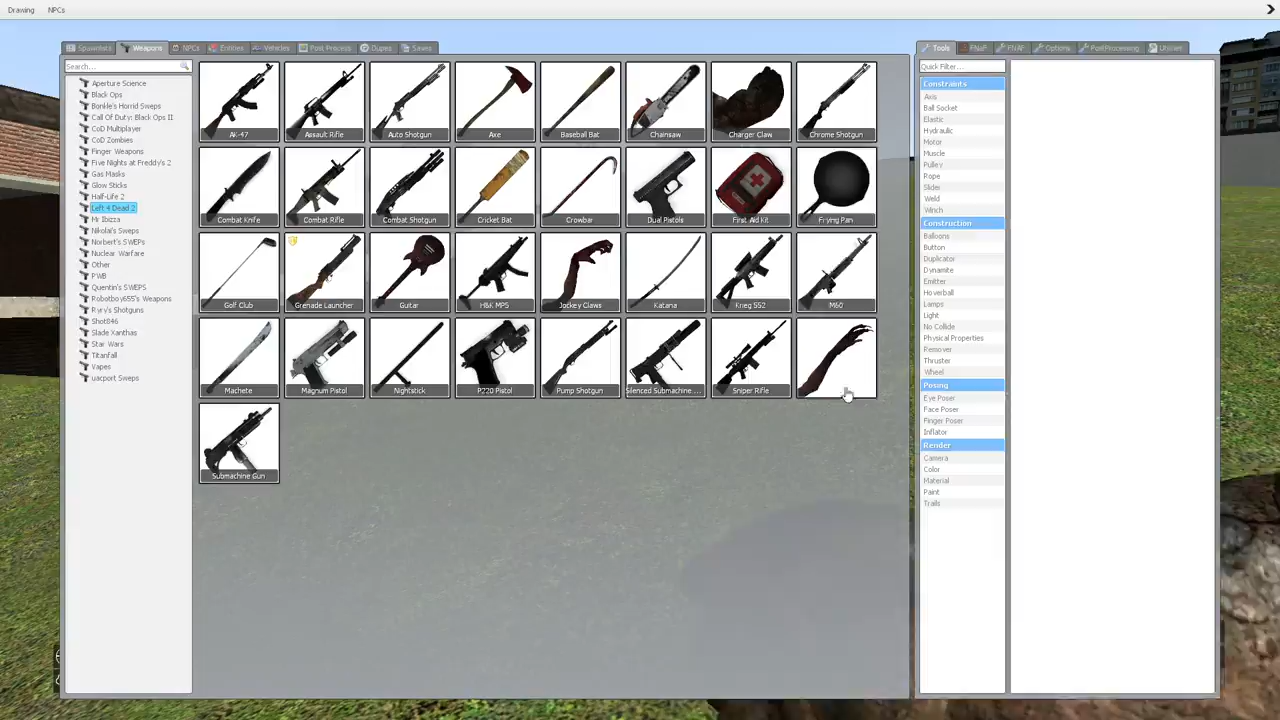 Drawing NPCs
Spawnlists Weapons NPCs Entities Vehicles Post Process Dupes Saves
Search...
Aperture Science
Black Ops
Bonkle's Horrid Sweps
Call Of Duty: Black Ops II
CoD Multiplayer
CoD Zombies
Finger Weapons
Five Nights at Freddy's 2
Gas Masks
Glow Sticks
Half-Life 2
Left 4 Dead 2
Mr Ibizza
Nikolai's Sweps
Norbert's SWEPs
Nuclear Warfare
Other
PWB
Quentin's SWEPS
Robotboy655's Weapons
Ryry's Shotguns
Shot846
Slade Xanthas
Star Wars
Titanfall
Vapes
uacport Sweps
AK-47 Assault Rifle Auto Shotgun Axe Baseball Bat Chainsaw Charger Claw Chrome Shotgun
Combat Knife Combat Rifle Combat Shotgun Cricket Bat Crowbar Dual Pistols First Aid Kit Frying Pan
Golf Club Grenade Launcher Guitar H&K MP5 Jockey Claws Katana Krieg 552 M60
Machete Magnum Pistol Nightstick P220 Pistol Pump Shotgun Silenced Submachine ... Sniper Rifle
Submachine Gun
Tools FNaF FNAF Options PostProcessing Utilities
Quick Filter...
Constraints
Axis
Ball Socket
Elastic
Hydraulic
Motor
Muscle
Pulley
Rope
Slider
Weld
Winch
Construction
Balloons
Button
Duplicator
Dynamite
Emitter
Hoverball
Lamps
Light
No Collide
Physical Properties
Remover
Thruster
Wheel
Posing
Eye Poser
Face Poser
Finger Poser
Inflator
Render
Camera
Color
Material
Paint
Trails